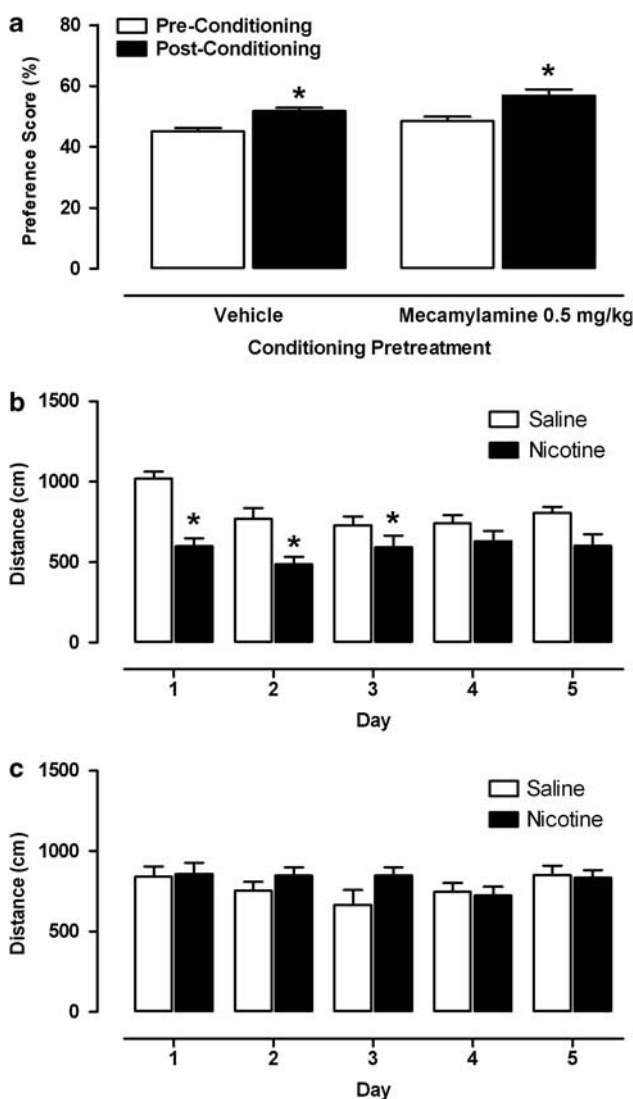 a
Pre-Conditioning
Post-Conditioning
Preference Score (%)
80
60
40
20
0
*
*
Vehicle
Mecamylamine 0.5 mg/kg
Conditioning Pretreatment
b
Saline
Nicotine
Distance (cm)
1500
1000
500
0
*
*
*
1 2 3 4 5
Day
c
Saline
Nicotine
Distance (cm)
1500
1000
500
0
1 2 3 4 5
Day